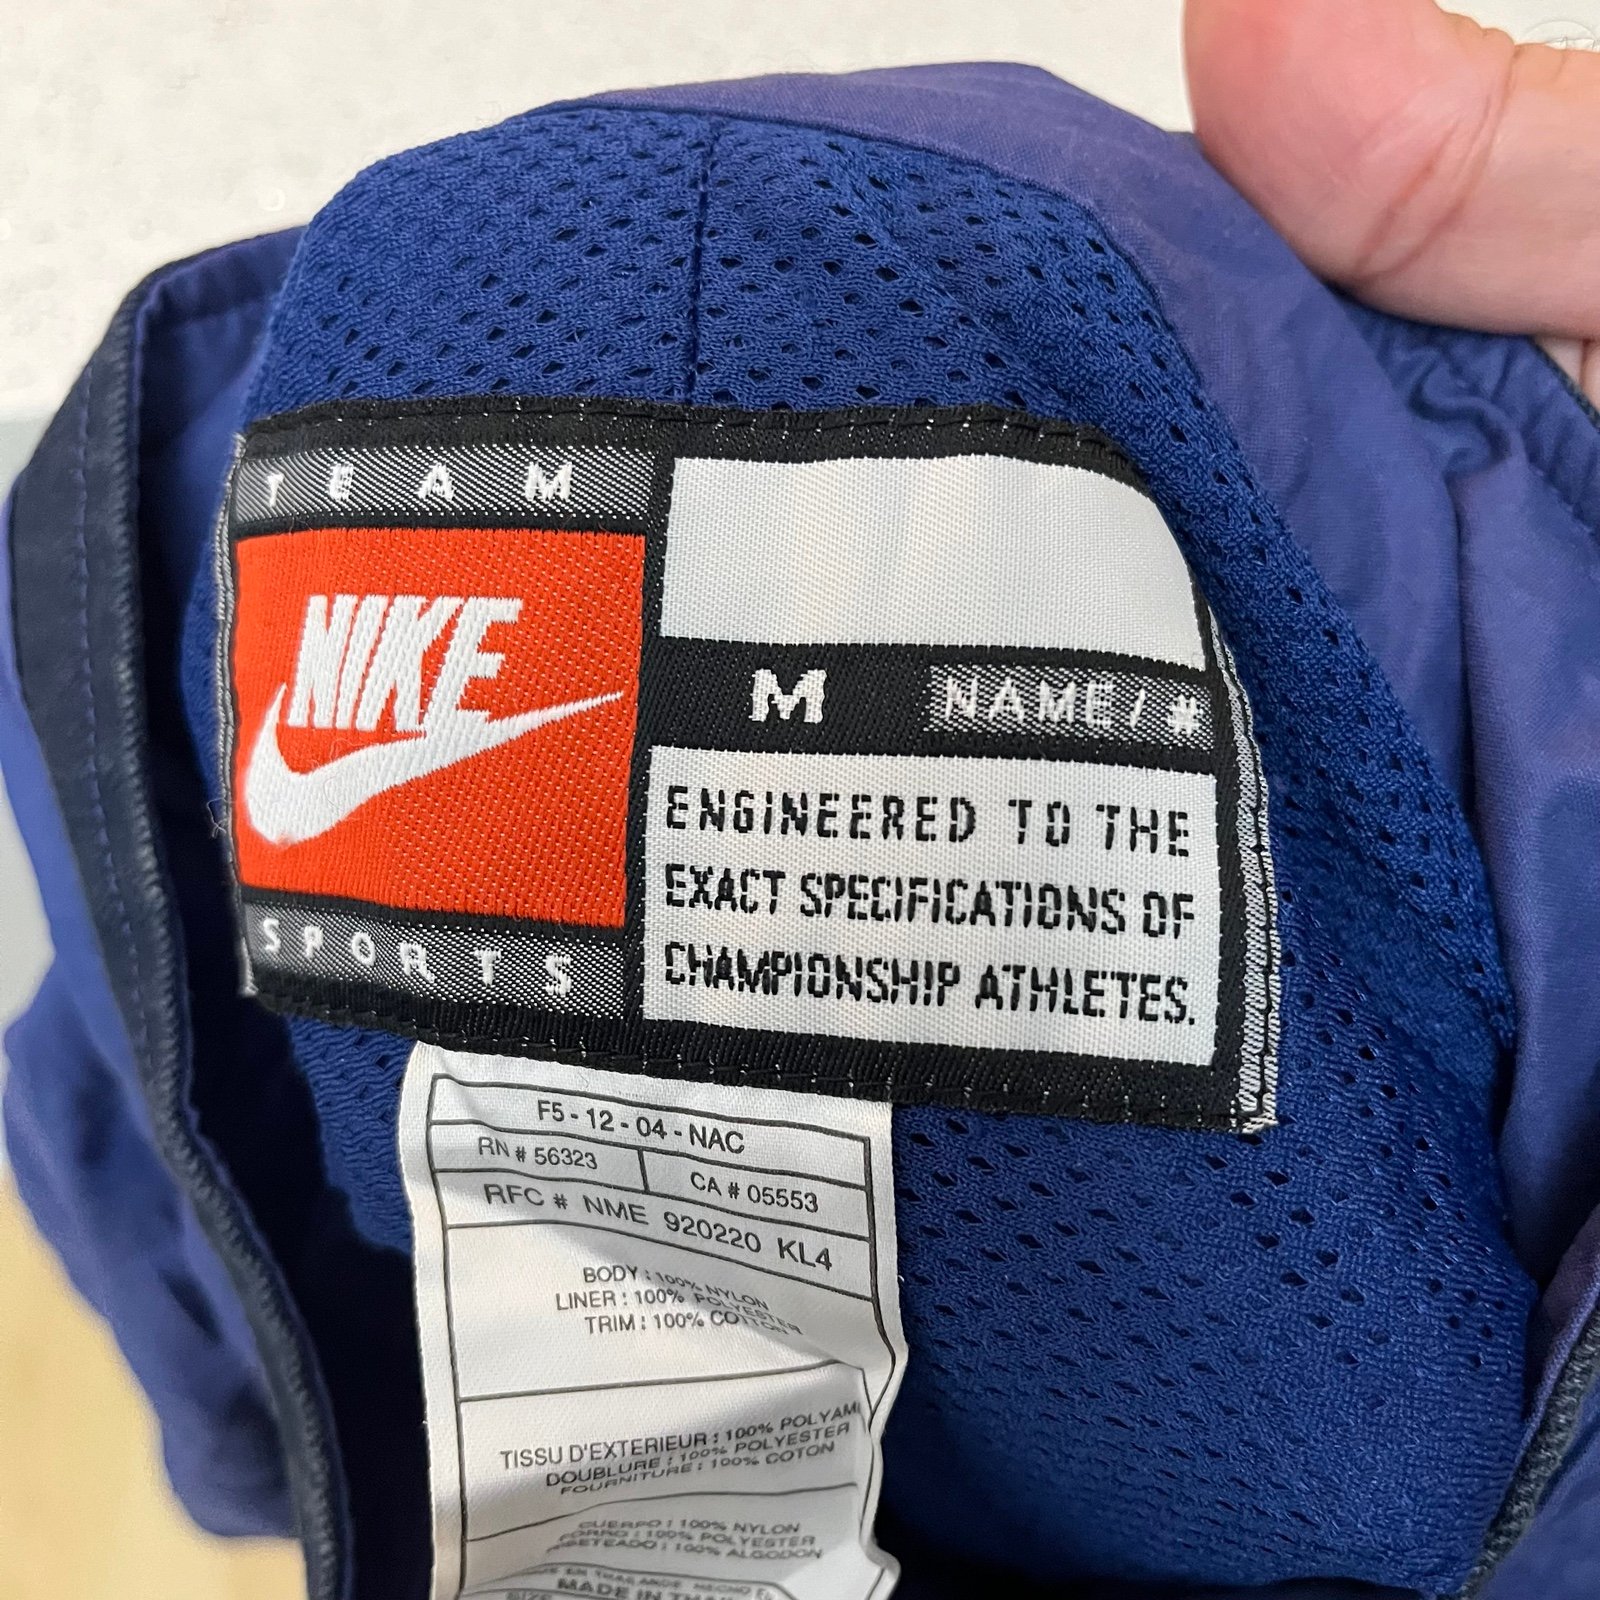 TEAM
NIKE
SPORTS
M NAME/#
ENGINEERED TO THE
EXACT SPECIFICATIONS OF
CHAMPIONSHIP ATHLETES.
F5-12-04-NAC
RN # 56323 CA # 05553
RFC # NME 920220 KL4
BODY : 100% NYLON
LINER : 100% POLYESTER
TRIM : 100% COTTON
TISSU D'EXTERIEUR : 100% POLYAMI
DOUBLURE : 100% POLYESTER
FOURNITURE : 100% COTON
CUERPO : 100% NYLON
FORRO : 100% POLYESTER
100% ALGODON
HECHO
MADE IN
SIZE